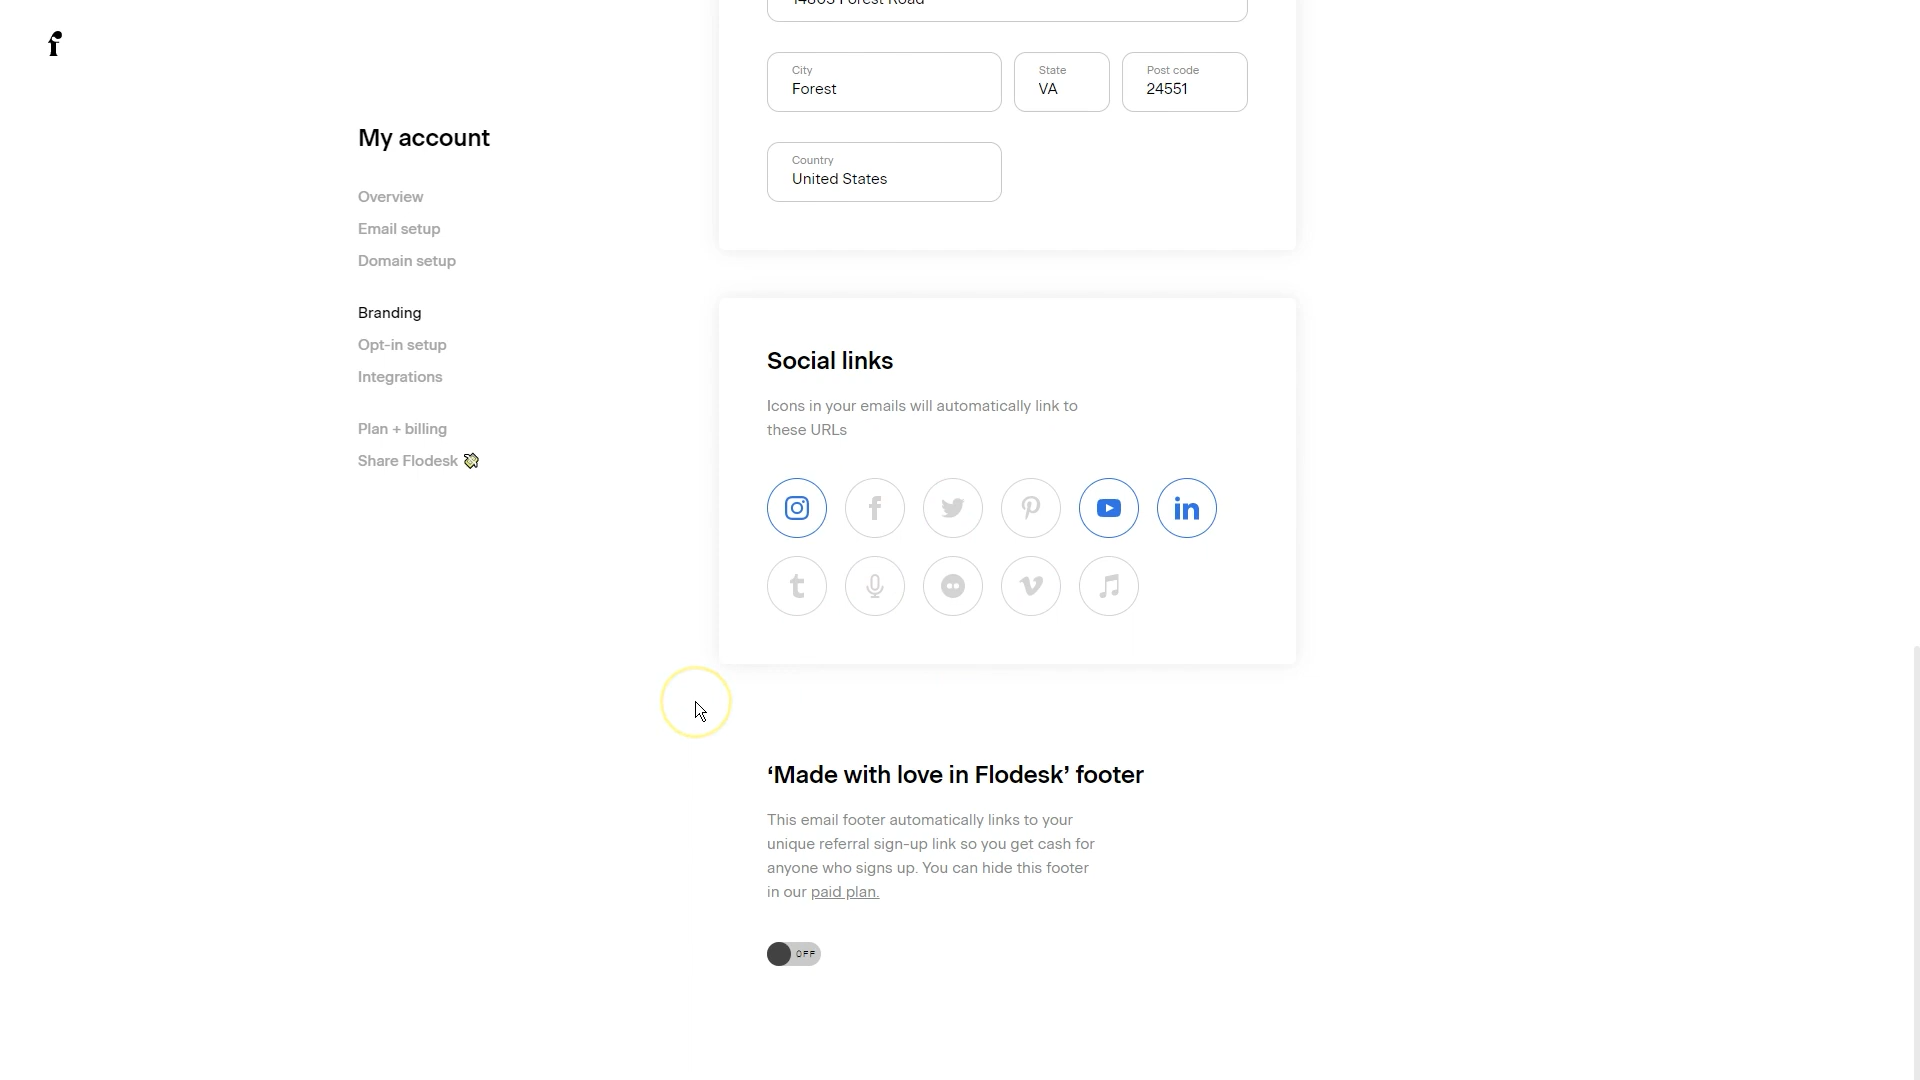 f
My account
Overview
Email setup
Domain setup
Branding
Opt-in setup
Integrations
Plan + billing
Share Flodesk
14805 Forest Road
City
Forest
State
VA
Post code
24551
Country
United States
Social links
Icons in your emails will automatically link to
these URLs
‘Made with love in Flodesk’ footer
This email footer automatically links to your
unique referral sign-up link so you get cash for
anyone who signs up. You can hide this footer
in our paid plan.
OFF